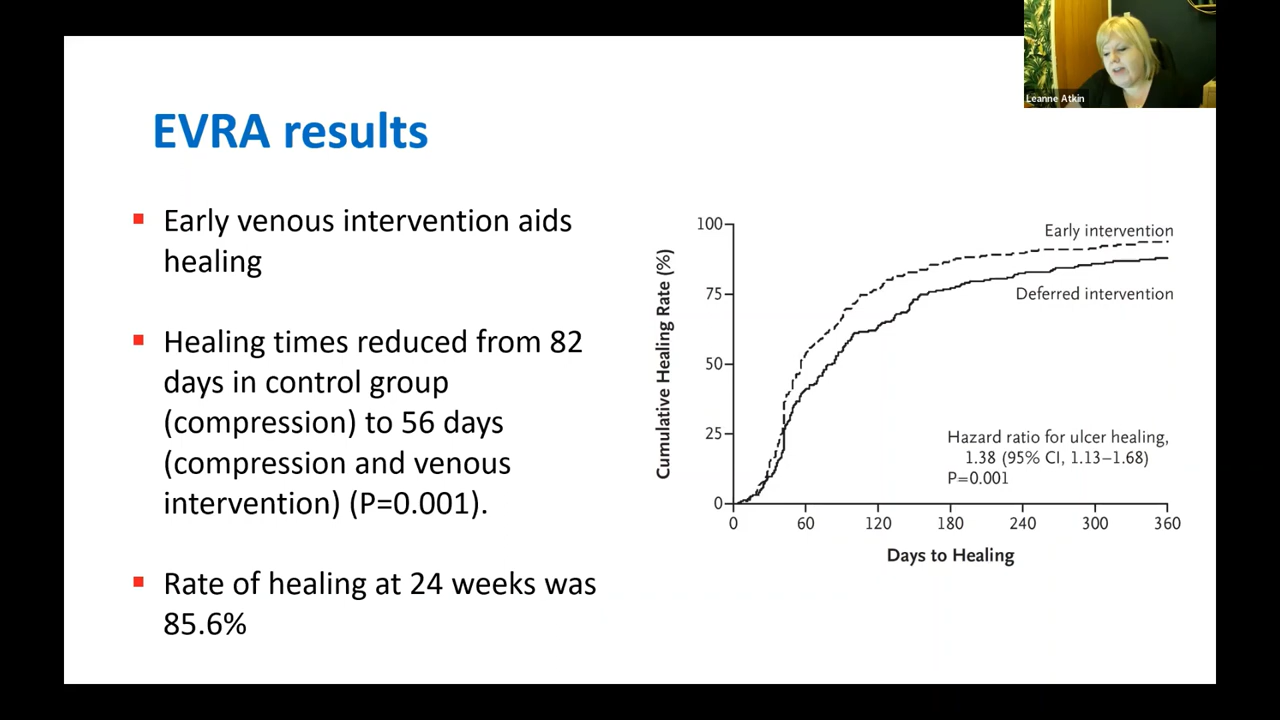 Leanne Atkin
EVRA results
Early venous intervention aids
healing
Healing times reduced from 82
days in control group
(compression) to 56 days
(compression and venous
intervention) (P=0.001).
Rate of healing at 24 weeks was
85.6%
Cumulative Healing Rate (%)
100
75
50
25
0
Early intervention
Deferred intervention
Hazard ratio for ulcer healing,
1.38 (95% CI, 1.13–1.68)
P=0.001
0 60 120 180 240 300 360
Days to Healing